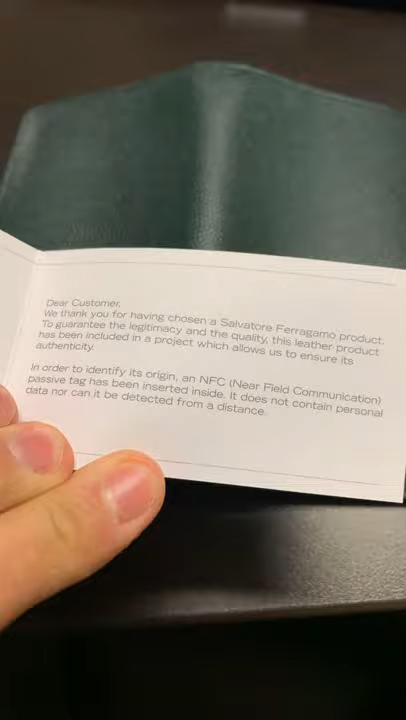 Dear Customer,
We thank you for having chosen a Salvatore Ferragamo product.
To guarantee the legitimacy and the quality, this leather product
has been included in a project which allows us to ensure its
authenticity.
In order to identify its origin, an NFC (Near Field Communication)
passive tag has been inserted inside. It does not contain personal
data nor can it be detected from a distance.